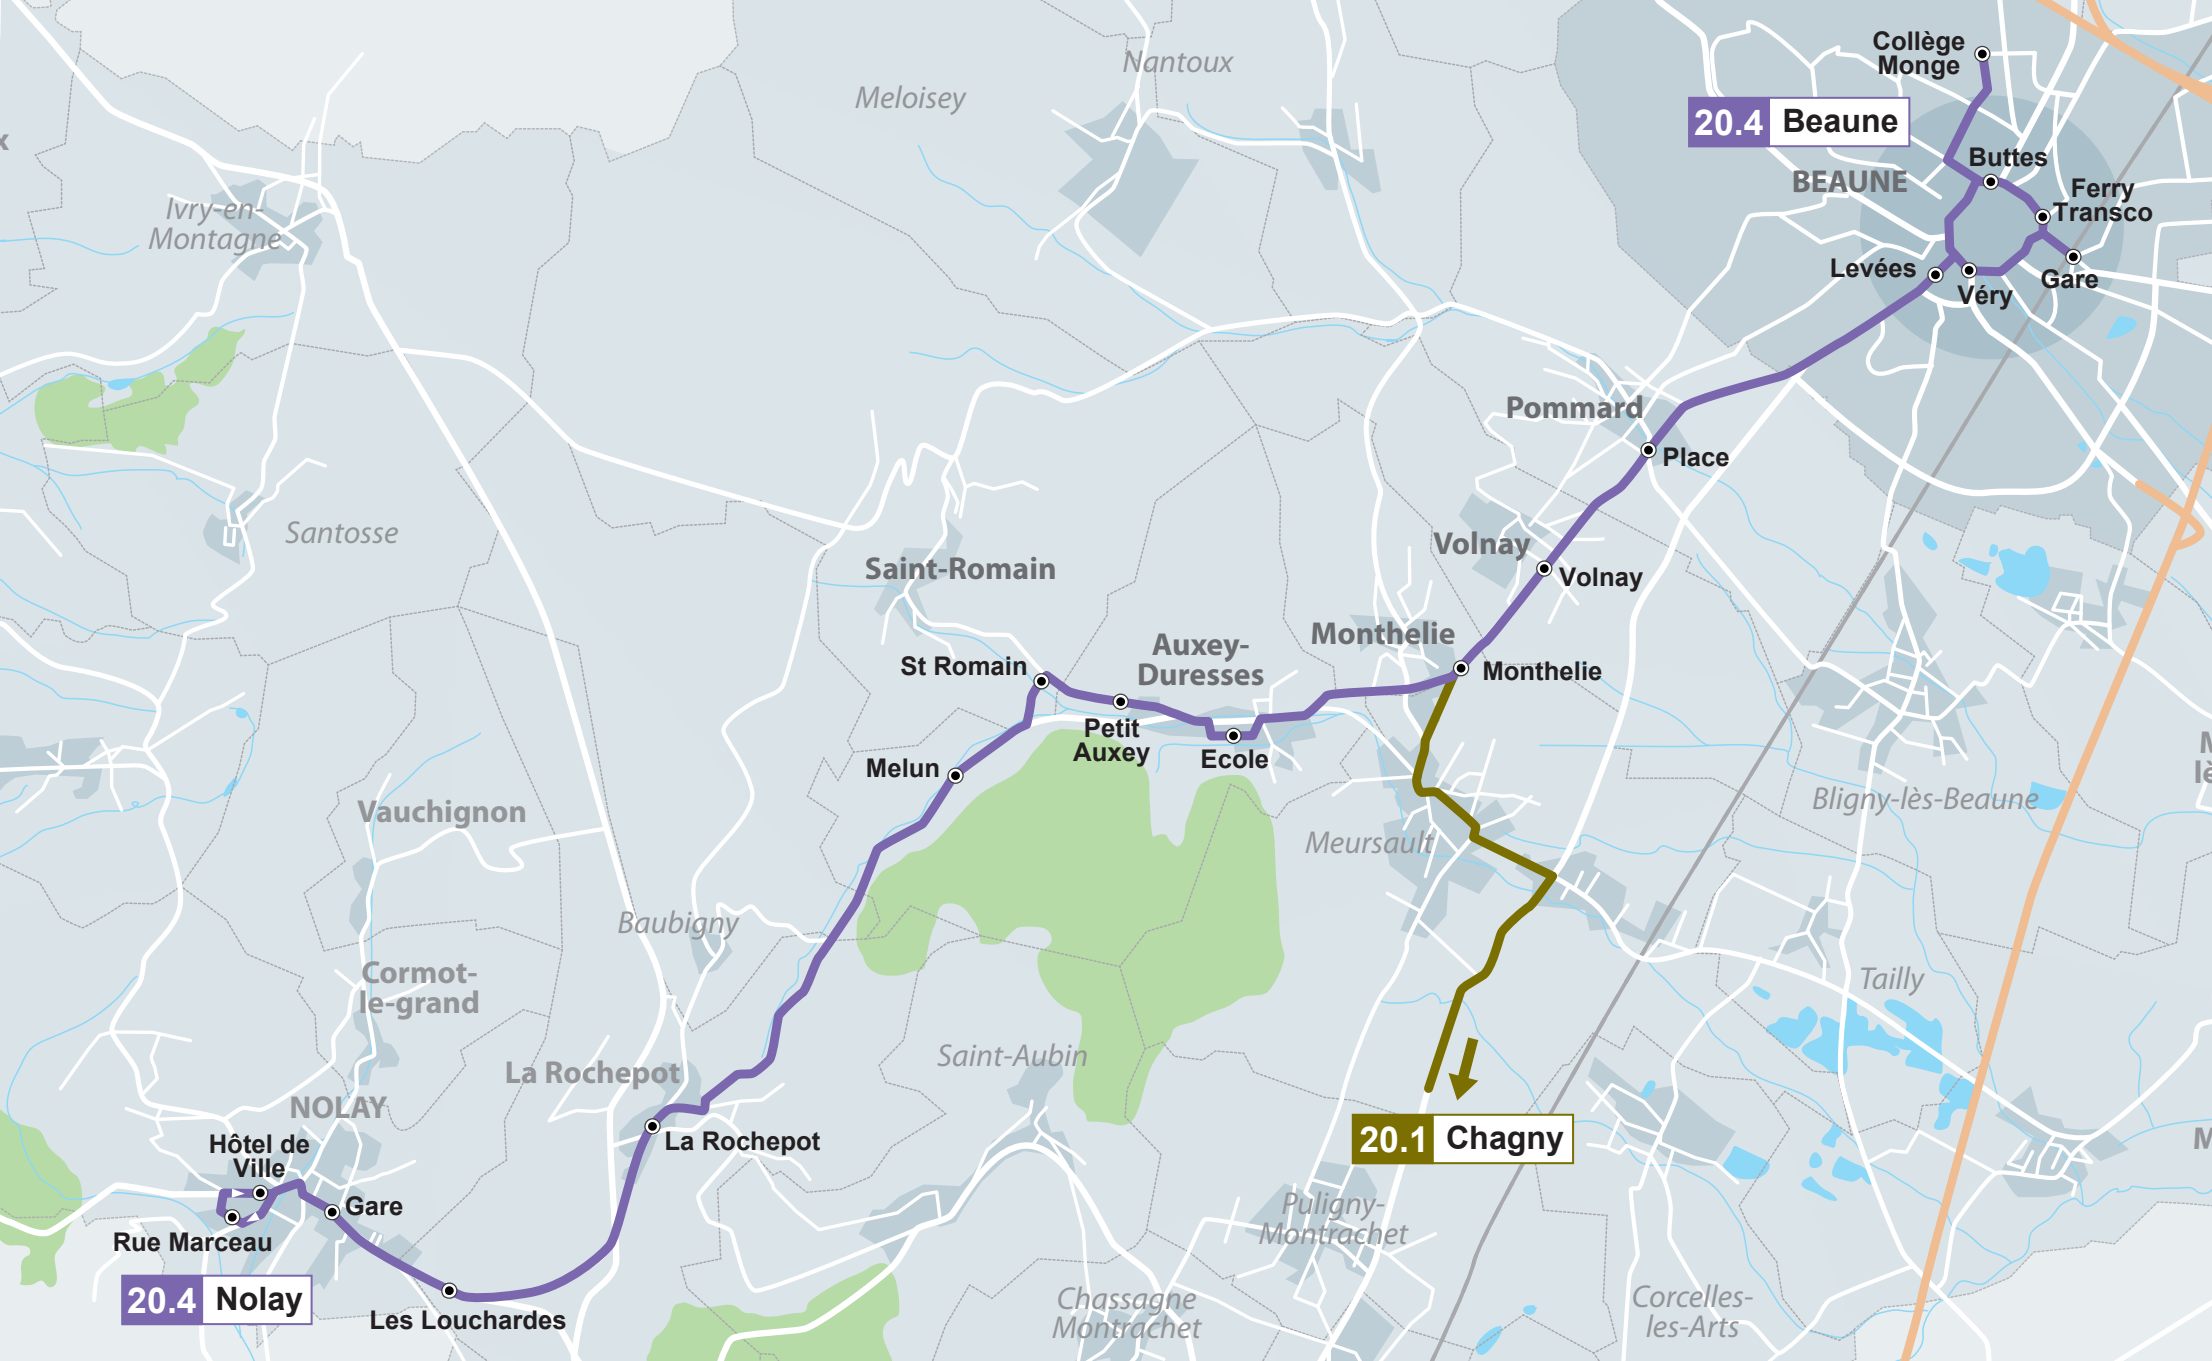 Collège
Monge
Nantoux
Meloisey
20.4 Beaune
Buttes
BEAUNE
Ferry
Transco
Ivry-en-
Montagne
Levées
Gare
Véry
Pommard
Place
Santosse
Volnay
Volnay
Saint-Romain
Monthelie
Auxey-
Duresses
St Romain
Monthelie
Petit
Auxey
Ecole
Melun
Bligny-lès-Beaune
Vauchignon
Meursault
Baubigny
Cormot-
le-grand
Tailly
Saint-Aubin
La Rochepot
NOLAY
Hôtel de
Ville
La Rochepot
20.1 Chagny
Gare
Puligny-
Montrachet
Rue Marceau
20.4 Nolay
Les Louchardes
Chassagne
Montrachet
Corcelles-
les-Arts